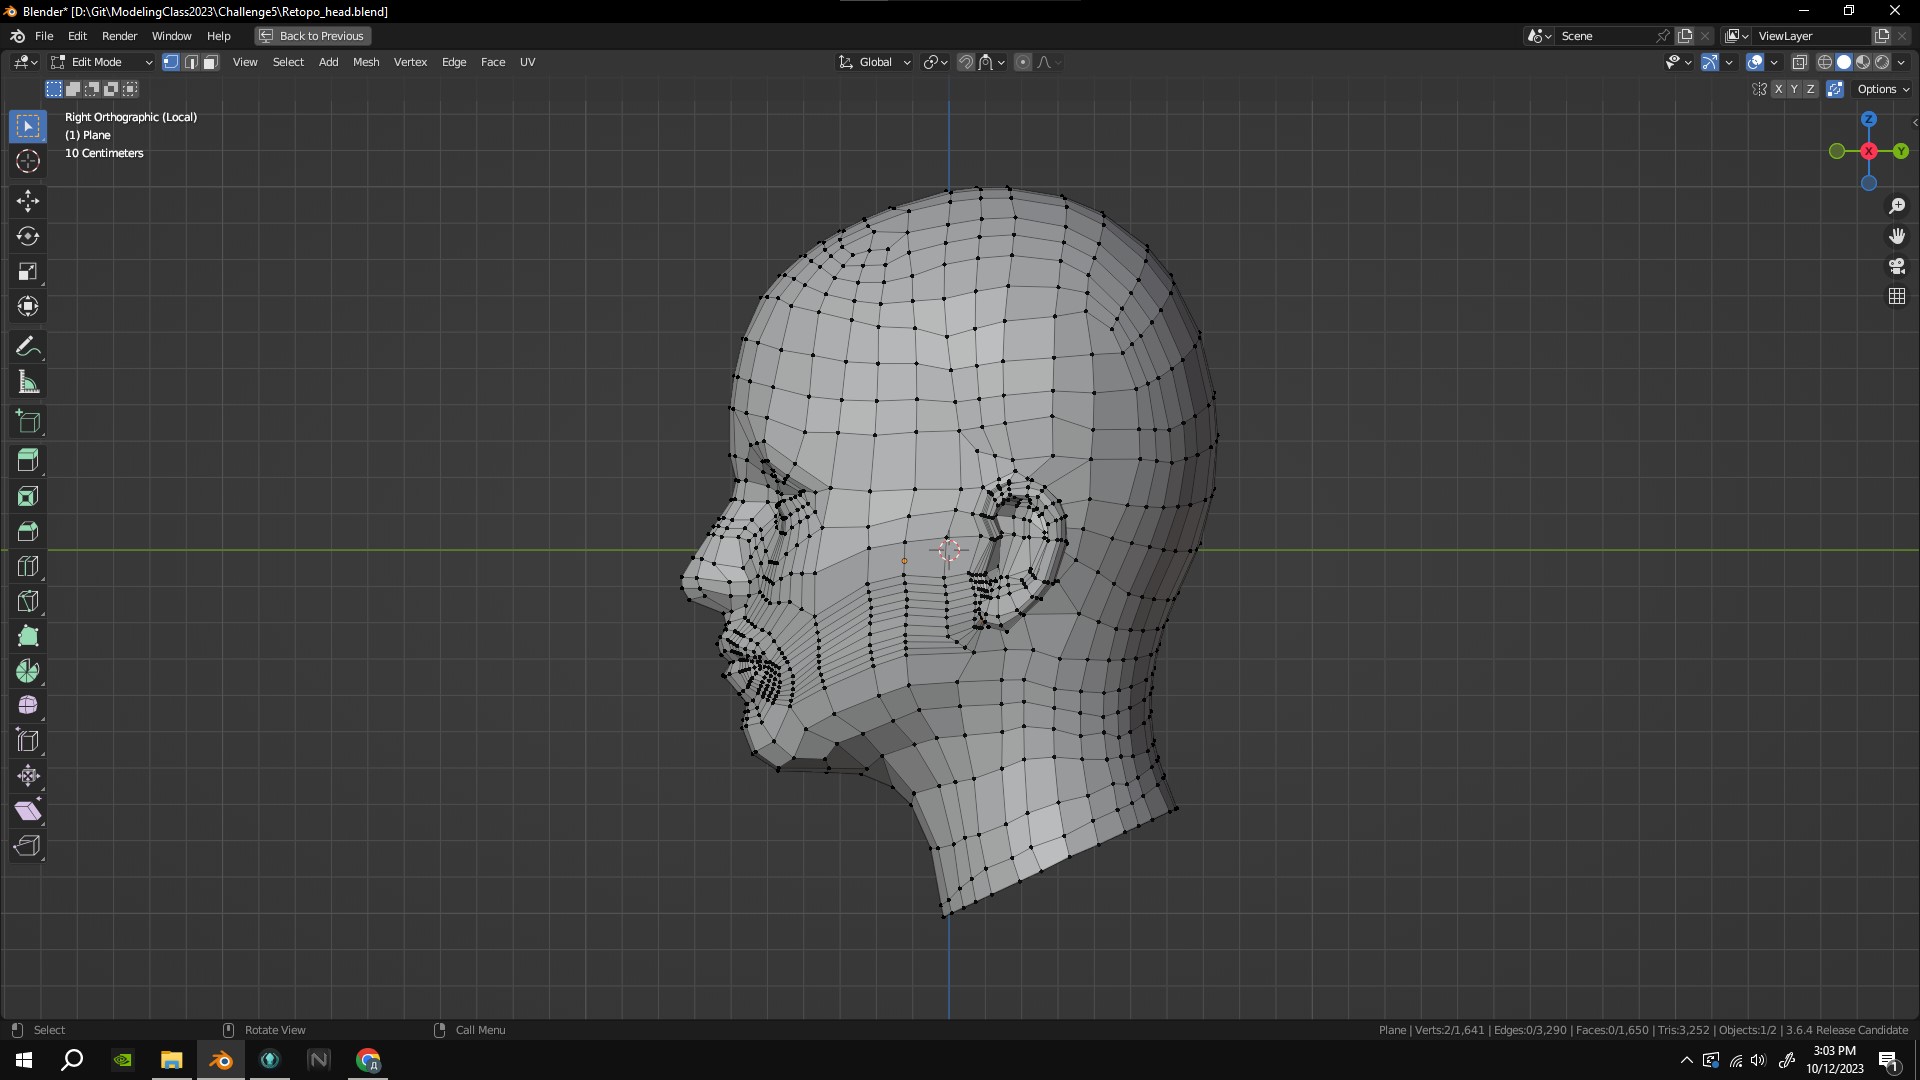 Blender* [D:\Git\ModelingClass2023\Challenge5\Retopo_head.blend]
File Edit Render Window Help Back to Previous Scene ViewLayer
Edit Mode View Select Add Mesh Vertex Edge Face UV Global
X Y Z Options
Right Orthographic (Local)
(1) Plane
10 Centimeters
Z
X
Y
Select Rotate View Call Menu Plane | Verts:2/1,641 | Edges:0/3,290 | Faces:0/1,650 | Tris:3,252 | Objects:1/2 | 3.6.4 Release Candidate
3:03 PM
10/12/2023
1